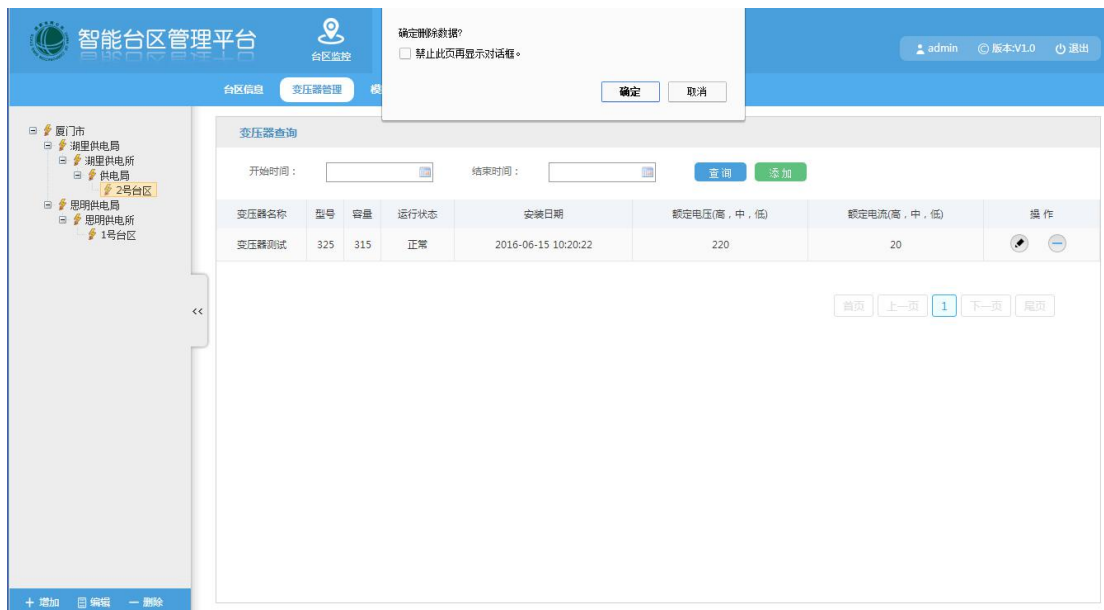 智能台区管理平台
台区监控
确定删除数据?
禁止此页再显示对话框。
确定 取消
admin 版本:V1.0 退出
台区信息 变压器管理 模
厦门市
湖里供电局
湖里供电所
供电局
2号台区
思明供电局
思明供电所
1号台区
变压器查询
开始时间： 结束时间： 查询 添加
变压器名称 型号 容量 运行状态 安装日期 额定电压(高，中，低) 额定电流(高，中，低) 操作
变压器测试 325 315 正常 2016-06-15 10:20:22 220 20
首页 上一页 1 下一页 尾页
<<
增加 编辑 删除